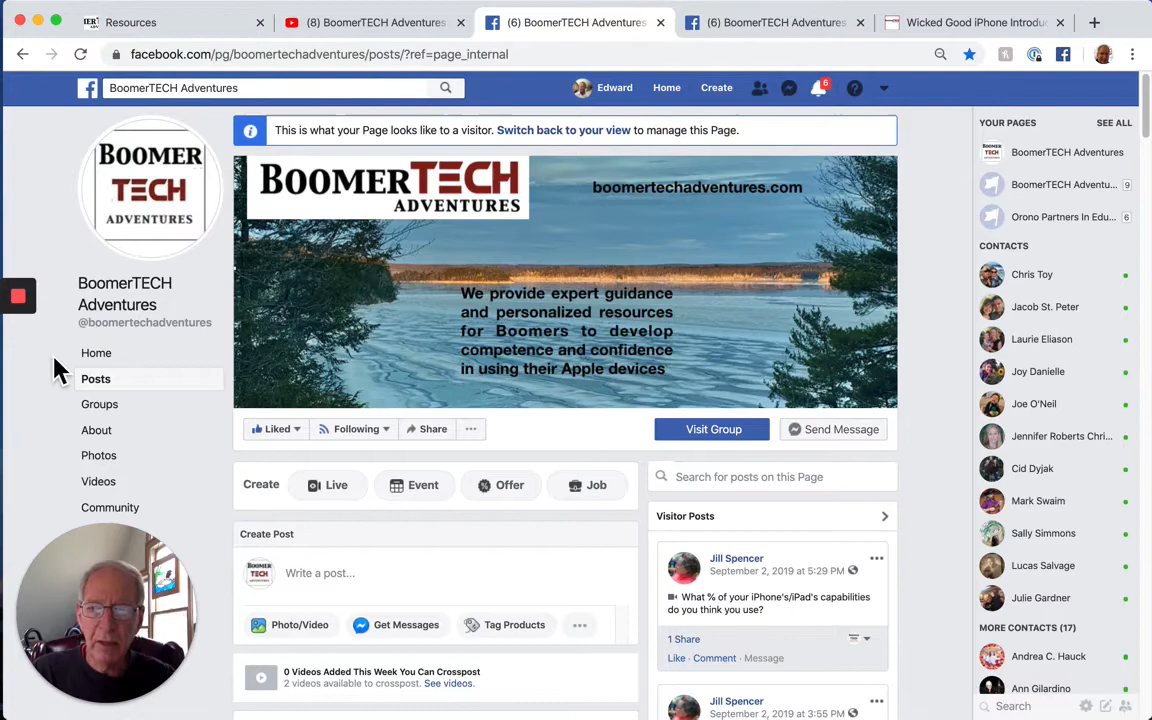 Resources
(8) BoomerTECH Adventures
(6) BoomerTECH Adventures
(6) BoomerTECH Adventures
Wicked Good iPhone Introdu
facebook.com/pg/boomertechadventures/posts/?ref=page_internal
BoomerTECH Adventures
Edward
Home
Create
6
This is what your Page looks like to a visitor. Switch back to your view to manage this Page.
BOOMER
TECH
ADVENTURES
BOOMERTECH
ADVENTURES
boomertechadventures.com
We provide expert guidance
and personalized resources
for Boomers to develop
competence and confidence
in using their Apple devices
BoomerTECH
Adventures
@boomertechadventures
Home
Posts
Groups
About
Photos
Videos
Community
Liked
Following
Share
Visit Group
Send Message
Create
Live
Event
Offer
Job
Create Post
BOOMER
TECH
Write a post...
Photo/Video
Get Messages
Tag Products
0 Videos Added This Week You Can Crosspost
2 videos available to crosspost. See videos.
Search for posts on this Page
Visitor Posts
Jill Spencer
September 2, 2019 at 5:29 PM
What % of your iPhone's/iPad's capabilities
do you think you use?
1 Share
Like · Comment · Message
Jill Spencer
September 2, 2019 at 3:55 PM
YOUR PAGES
SEE ALL
BoomerTECH Adventures
BoomerTECH Adventu... 9
Orono Partners In Edu... 6
CONTACTS
Chris Toy
Jacob St. Peter
Laurie Eliason
Joy Danielle
Joe O'Neil
Jennifer Roberts Chri...
Cid Dyjak
Mark Swaim
Sally Simmons
Lucas Salvage
Julie Gardner
MORE CONTACTS (17)
Andrea C. Hauck
Ann Gilardino
Search